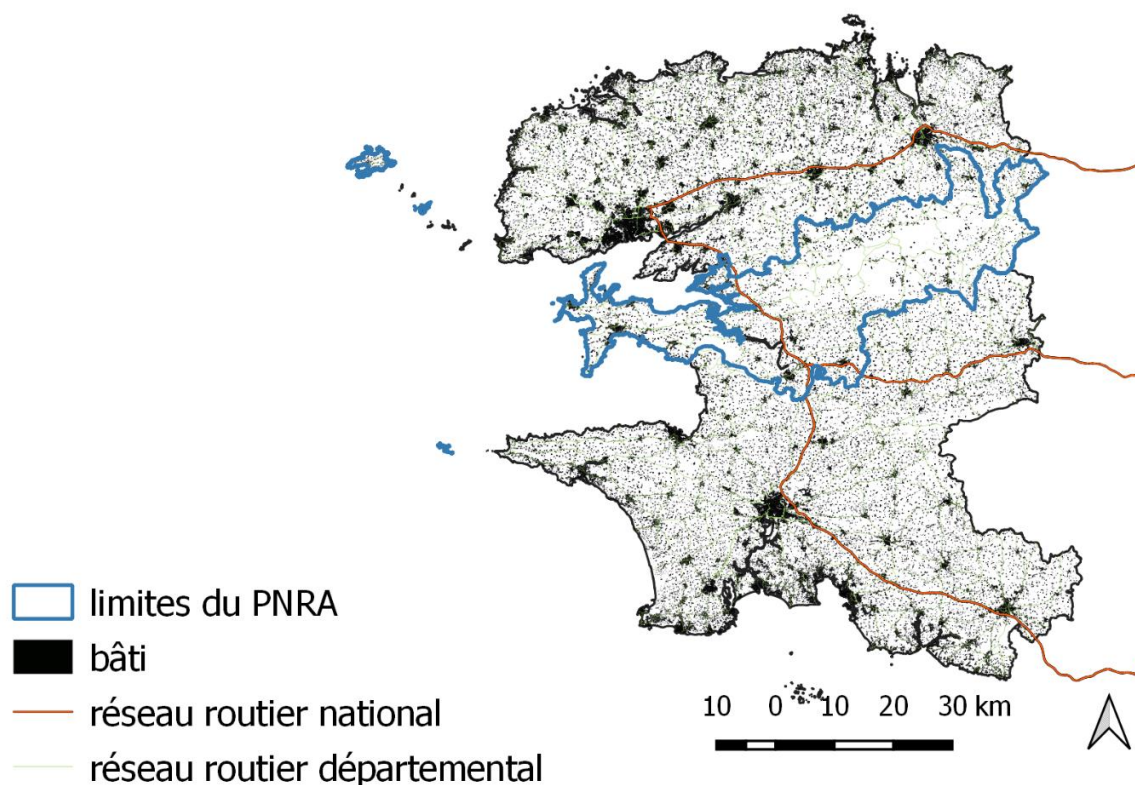 limites du PNRA
bâti
réseau routier national
réseau routier départemental
10 0 10 20 30 km